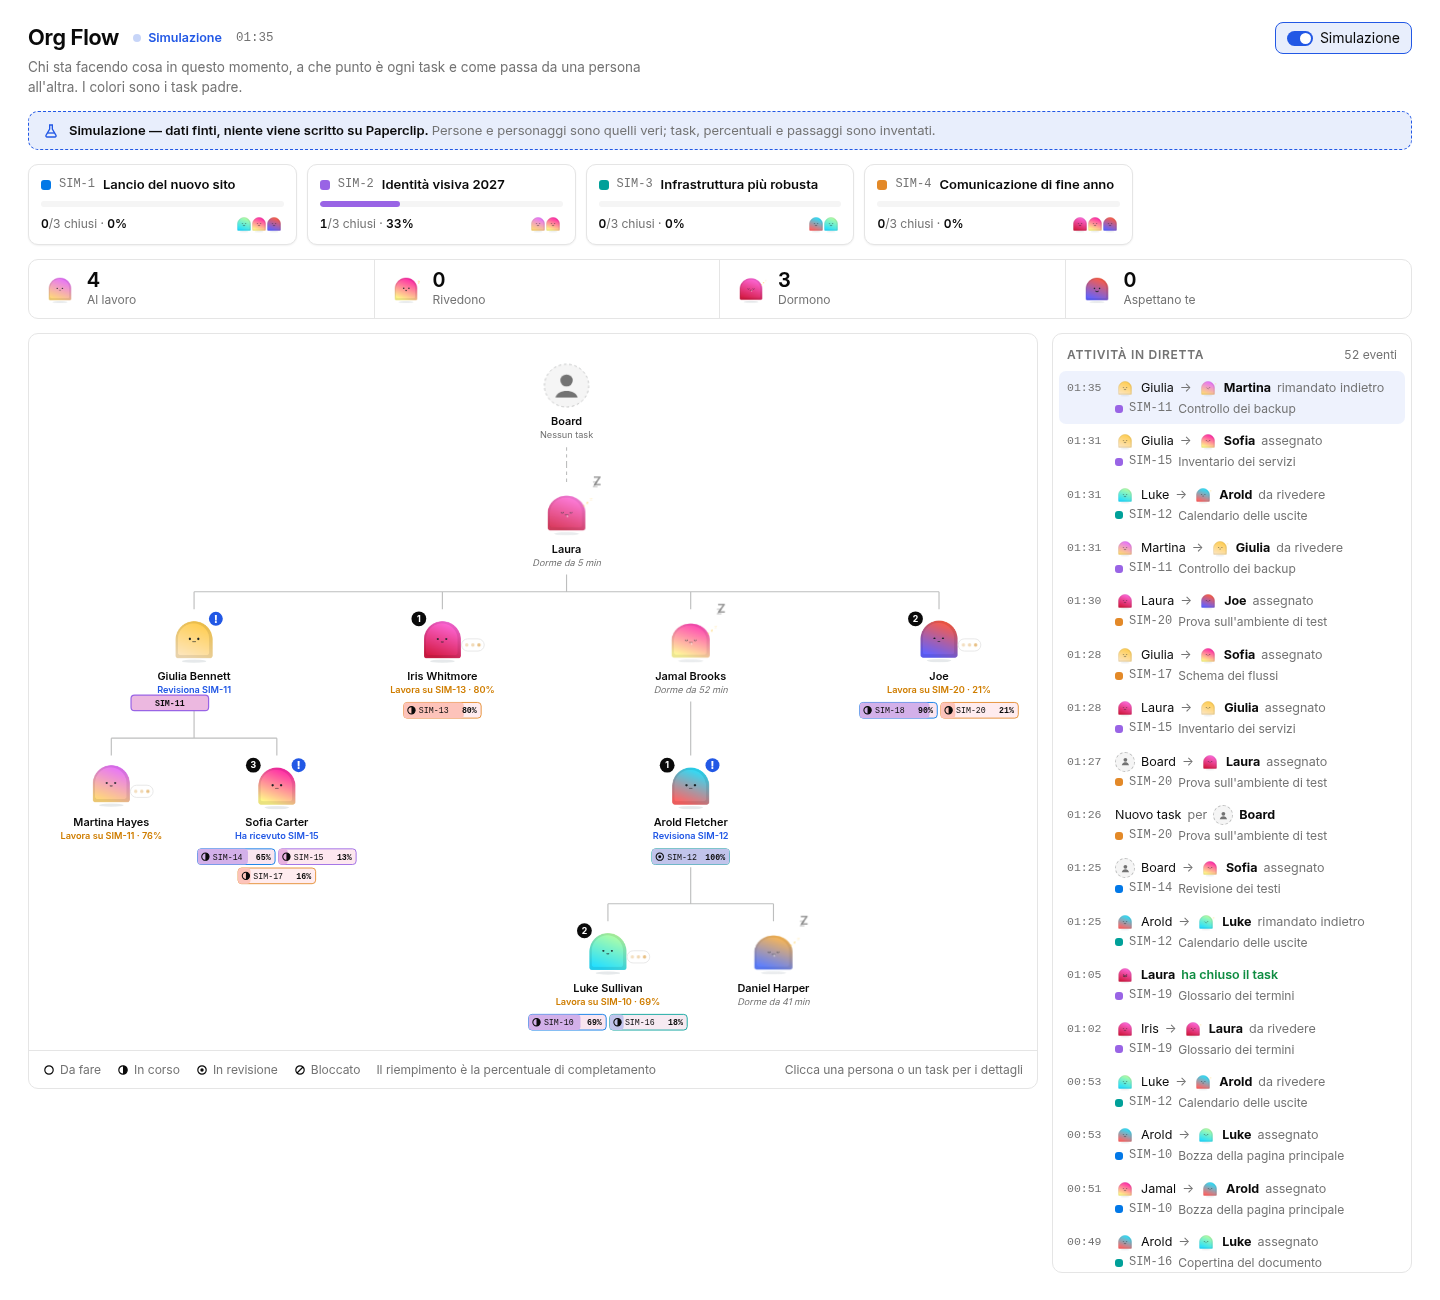 Org Flow Simulazione 01:35
Simulazione
Chi sta facendo cosa in questo momento, a che punto è ogni task e come passa da una persona
all'altra. I colori sono i task padre.
Simulazione — dati finti, niente viene scritto su Paperclip. Persone e personaggi sono quelli veri; task, percentuali e passaggi sono inventati.
SIM-1 Lancio del nuovo sito
0/3 chiusi · 0%
SIM-2 Identità visiva 2027
1/3 chiusi · 33%
SIM-3 Infrastruttura più robusta
0/3 chiusi · 0%
SIM-4 Comunicazione di fine anno
0/3 chiusi · 0%
4
Al lavoro
0
Rivedono
3
Dormono
0
Aspettano te
Board
Nessun task
Z
Laura
Dorme da 5 min
!
Giulia Bennett
Revisiona SIM-11
SIM-11
1
Iris Whitmore
Lavora su SIM-13 · 80%
SIM-13 80%
Z
Jamal Brooks
Dorme da 52 min
2
Joe
Lavora su SIM-20 · 21%
SIM-18 90%
SIM-20 21%
Martina Hayes
Lavora su SIM-11 · 76%
3 !
Sofia Carter
Ha ricevuto SIM-15
SIM-14 65%
SIM-15 13%
SIM-17 16%
1 !
Arold Fletcher
Revisiona SIM-12
SIM-12 100%
2
Luke Sullivan
Lavora su SIM-10 · 69%
SIM-10 69%
SIM-16 18%
Z
Daniel Harper
Dorme da 41 min
Da fare In corso In revisione Bloccato Il riempimento è la percentuale di completamento Clicca una persona o un task per i dettagli
ATTIVITÀ IN DIRETTA 52 eventi
01:35 Giulia → Martina rimandato indietro
SIM-11 Controllo dei backup
01:31 Giulia → Sofia assegnato
SIM-15 Inventario dei servizi
01:31 Luke → Arold da rivedere
SIM-12 Calendario delle uscite
01:31 Martina → Giulia da rivedere
SIM-11 Controllo dei backup
01:30 Laura → Joe assegnato
SIM-20 Prova sull'ambiente di test
01:28 Giulia → Sofia assegnato
SIM-17 Schema dei flussi
01:28 Laura → Giulia assegnato
SIM-15 Inventario dei servizi
01:27 Board → Laura assegnato
SIM-20 Prova sull'ambiente di test
01:26 Nuovo task per Board
SIM-20 Prova sull'ambiente di test
01:25 Board → Sofia assegnato
SIM-14 Revisione dei testi
01:25 Arold → Luke rimandato indietro
SIM-12 Calendario delle uscite
01:05 Laura ha chiuso il task
SIM-19 Glossario dei termini
01:02 Iris → Laura da rivedere
SIM-19 Glossario dei termini
00:53 Luke → Arold da rivedere
SIM-12 Calendario delle uscite
00:53 Arold → Luke assegnato
SIM-10 Bozza della pagina principale
00:51 Jamal → Arold assegnato
SIM-10 Bozza della pagina principale
00:49 Arold → Luke assegnato
SIM-16 Copertina del documento